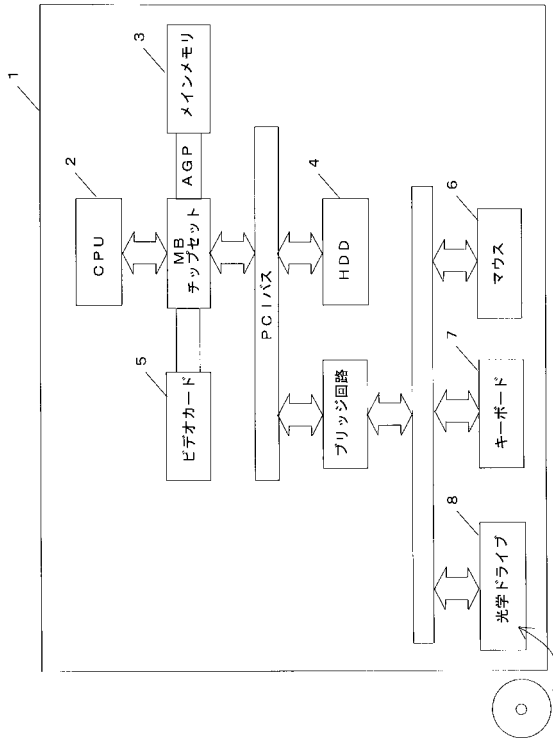 1
2
CPU
3
メインメモリ
AGP
MB
チップセット
5
ビデオカード
PCIバス
4
HDD
ブリッジ回路
6
マウス
7
キーボード
8
光学ドライブ